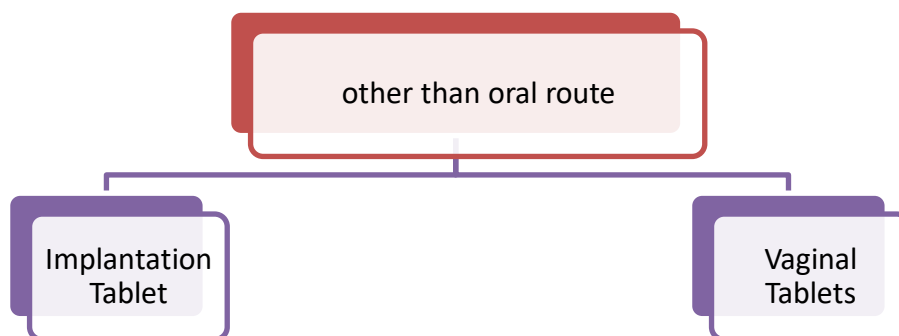 other than oral route
Implantation
Tablet
Vaginal
Tablets